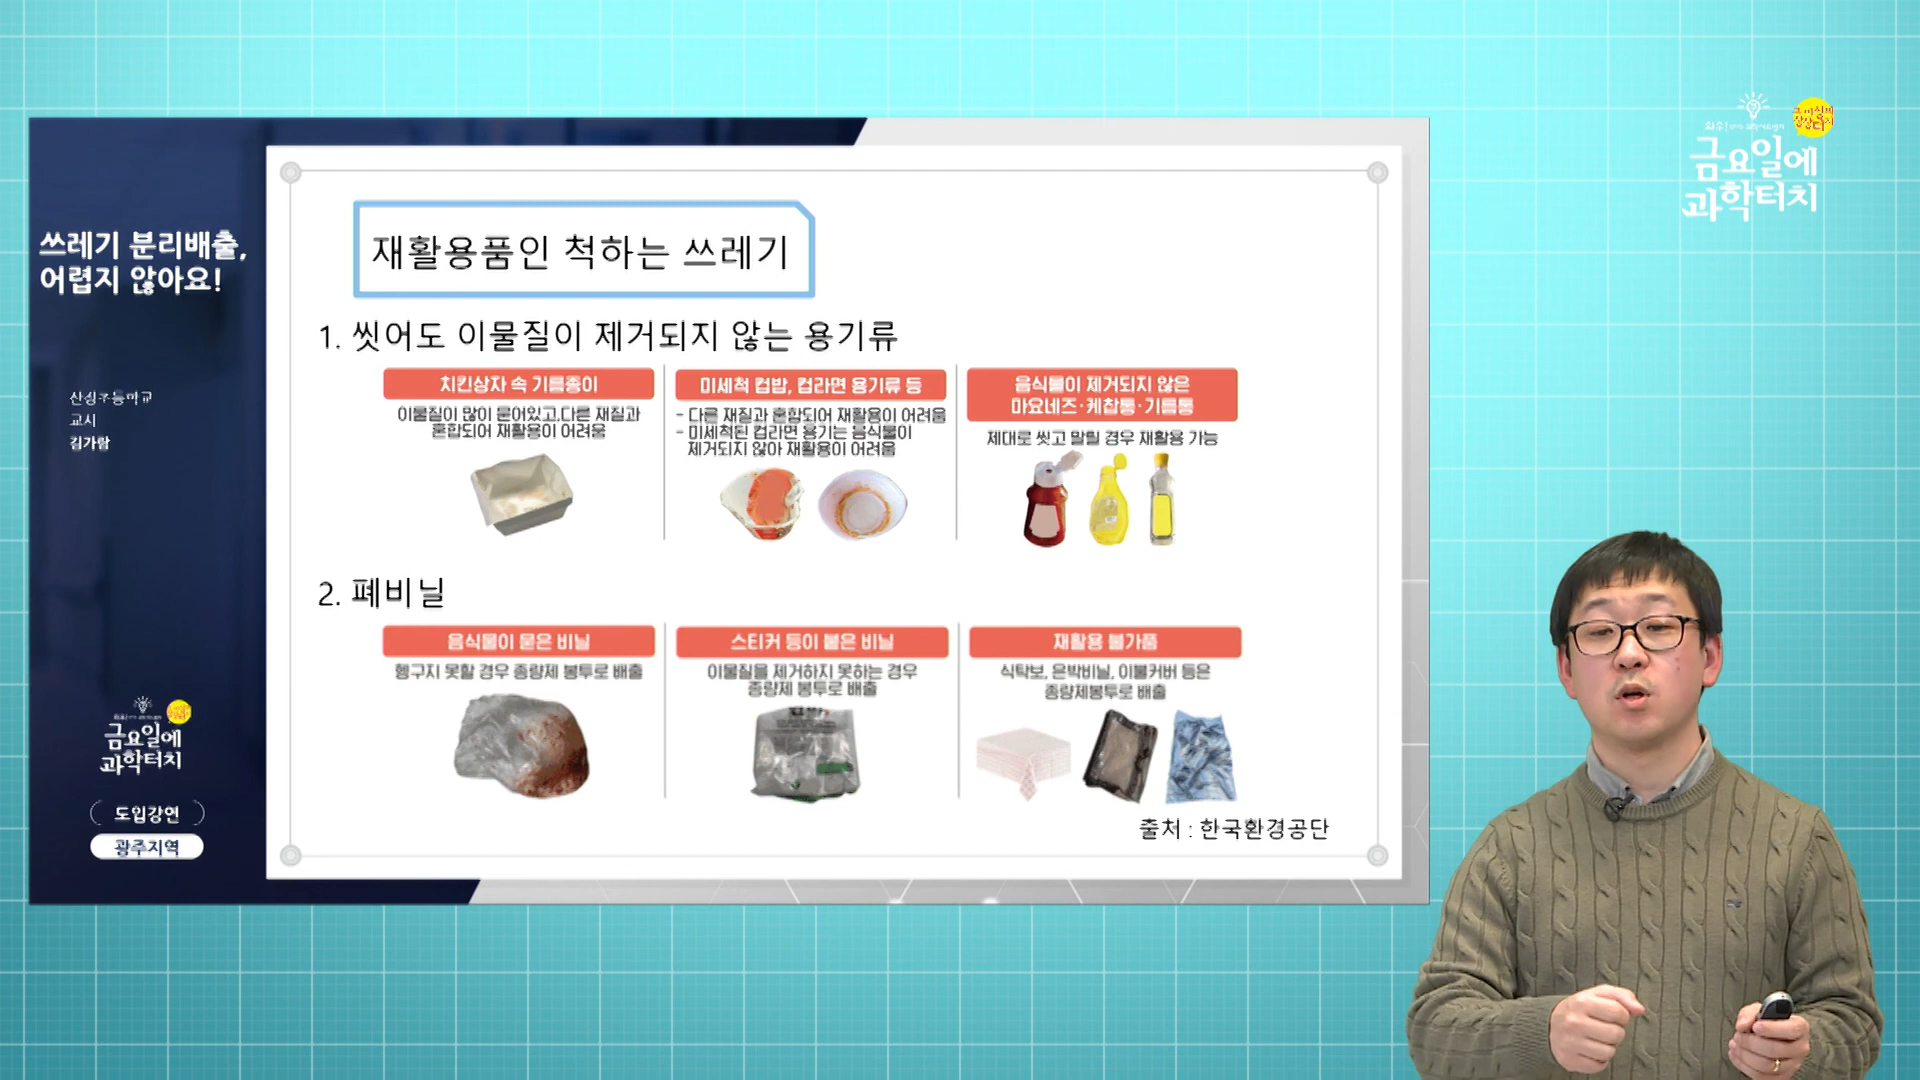 금요일에
과학터치
쓰레기 분리배출,
어렵지 않아요!
교사
김가람
금요일에
과학터치
도입강연
광주지역
재활용품인 척하는 쓰레기
1. 씻어도 이물질이 제거되지 않는 용기류
치킨상자 속 기름종이
이물질이 많이 묻어있고,다른 재질과
혼합되어 재활용이 어려움
미세척 컵밥, 컵라면 용기류 등
- 다른 재질과 혼합되어 재활용이 어려움
- 미세척된 컵라면 용기는 음식물이
제거되지 않아 재활용이 어려움
음식물이 제거되지 않은
마요네즈·케찹통·기름통
제대로 씻고 말릴 경우 재활용 가능
2. 폐비닐
음식물이 묻은 비닐
헹구지 못할 경우 종량제 봉투로 배출
스티커 등이 붙은 비닐
이물질을 제거하지 못하는 경우
종량제 봉투로 배출
재활용 불가품
식탁보, 은박비닐, 이불커버 등은
종량제봉투로 배출
출처 : 한국환경공단